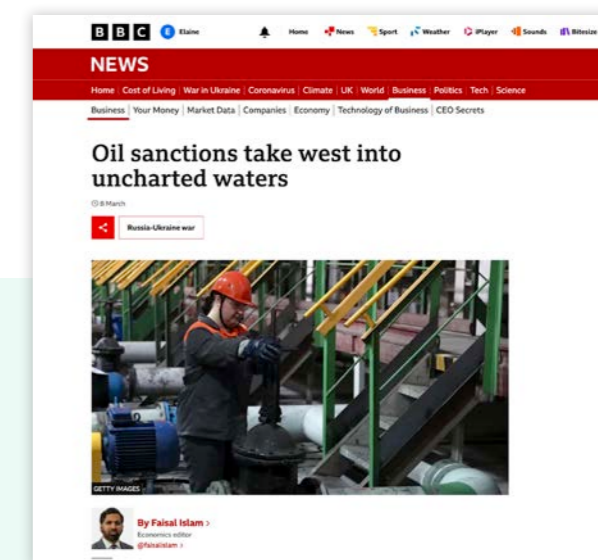 BBC E Elaine Home News Sport Weather iPlayer Sounds Bitesize
NEWS
Home Cost of Living War in Ukraine Coronavirus Climate UK World Business Politics Tech Science
Business Your Money Market Data Companies Economy Technology of Business CEO Secrets
Oil sanctions take west into
uncharted waters
8 March
Russia-Ukraine war
GETTY IMAGES
By Faisal Islam >
Economics editor
@faisalislam >